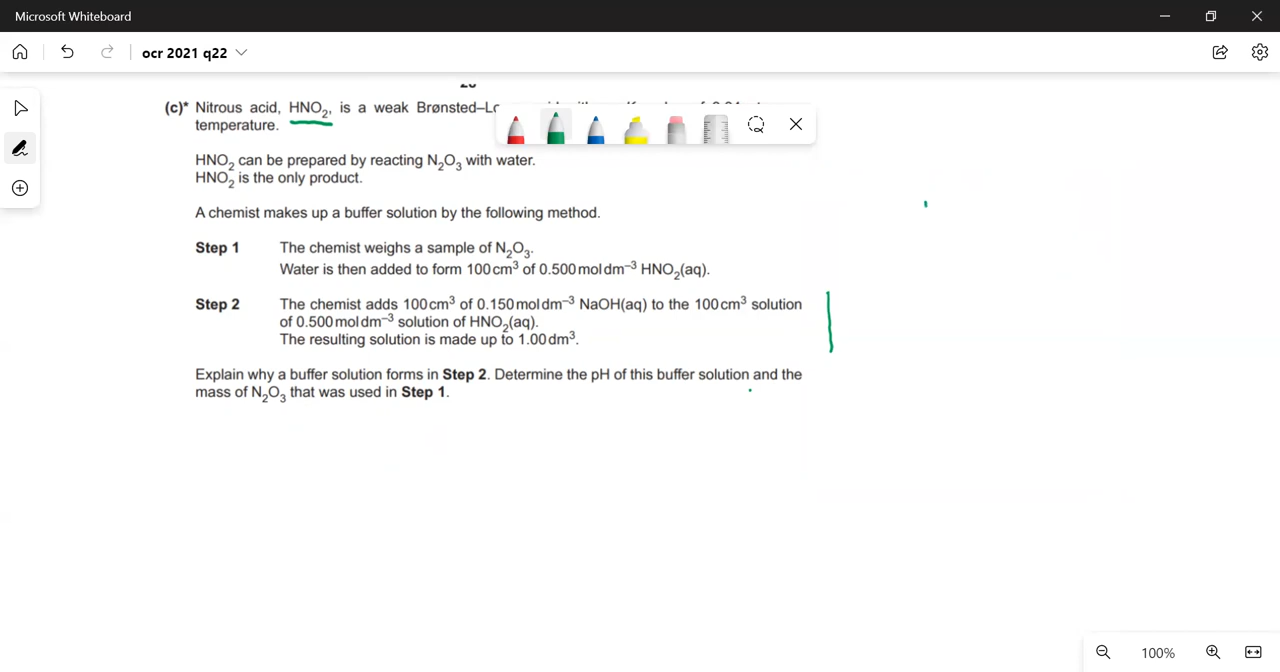 Microsoft Whiteboard
ocr 2021 q22
(c)* Nitrous acid, HNO₂, is a weak Brønsted–Lo
temperature.
HNO₂ can be prepared by reacting N₂O₃ with water.
HNO₂ is the only product.
A chemist makes up a buffer solution by the following method.
Step 1 The chemist weighs a sample of N₂O₃.
Water is then added to form 100 cm³ of 0.500 mol dm⁻³ HNO₂(aq).
Step 2 The chemist adds 100 cm³ of 0.150 mol dm⁻³ NaOH(aq) to the 100 cm³ solution
of 0.500 mol dm⁻³ solution of HNO₂(aq).
The resulting solution is made up to 1.00 dm³.
Explain why a buffer solution forms in Step 2. Determine the pH of this buffer solution and the
mass of N₂O₃ that was used in Step 1.
100%